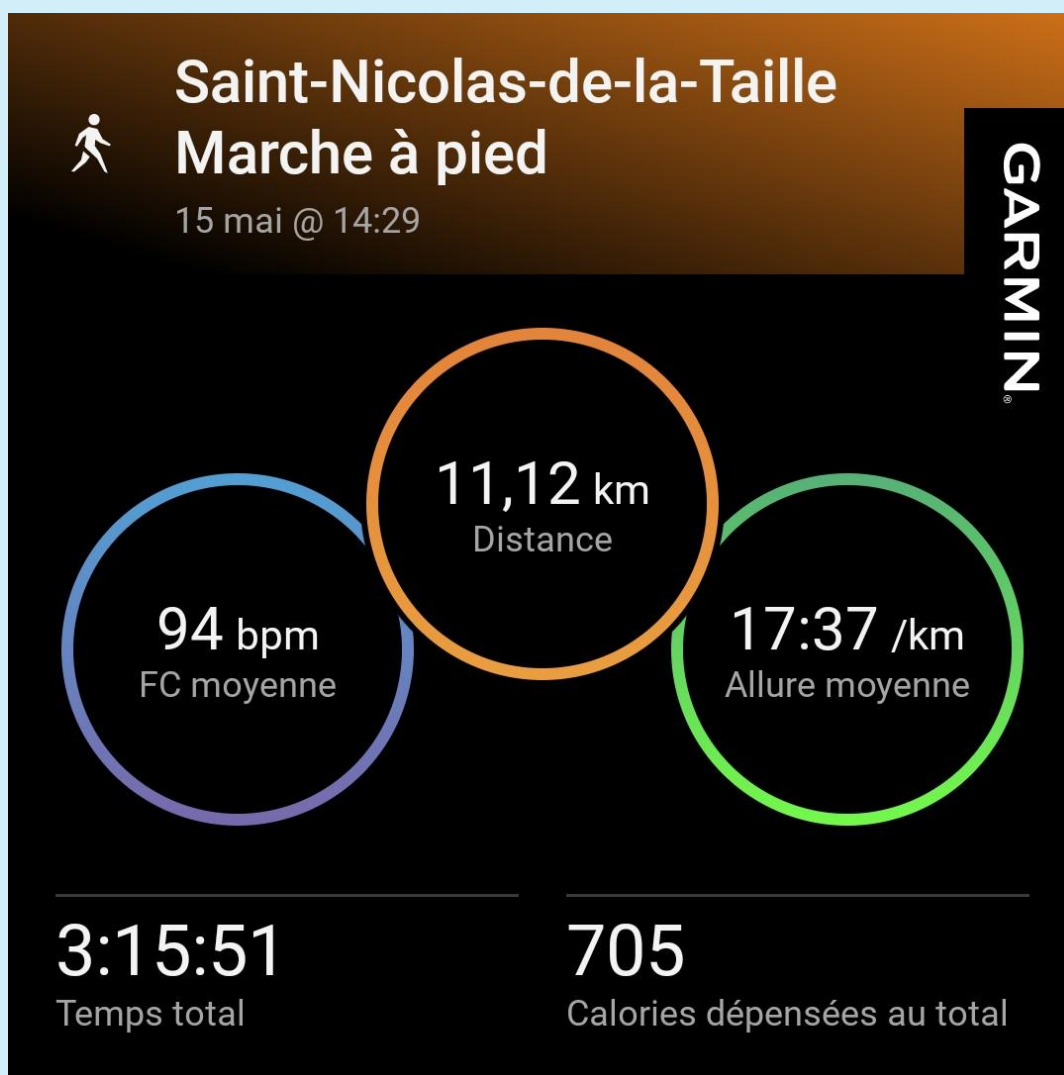 Saint-Nicolas-de-la-Taille
Marche à pied
15 mai @ 14:29
GARMIN®
11,12 km
Distance
94 bpm
FC moyenne
17:37 /km
Allure moyenne
3:15:51
Temps total
705
Calories dépensées au total